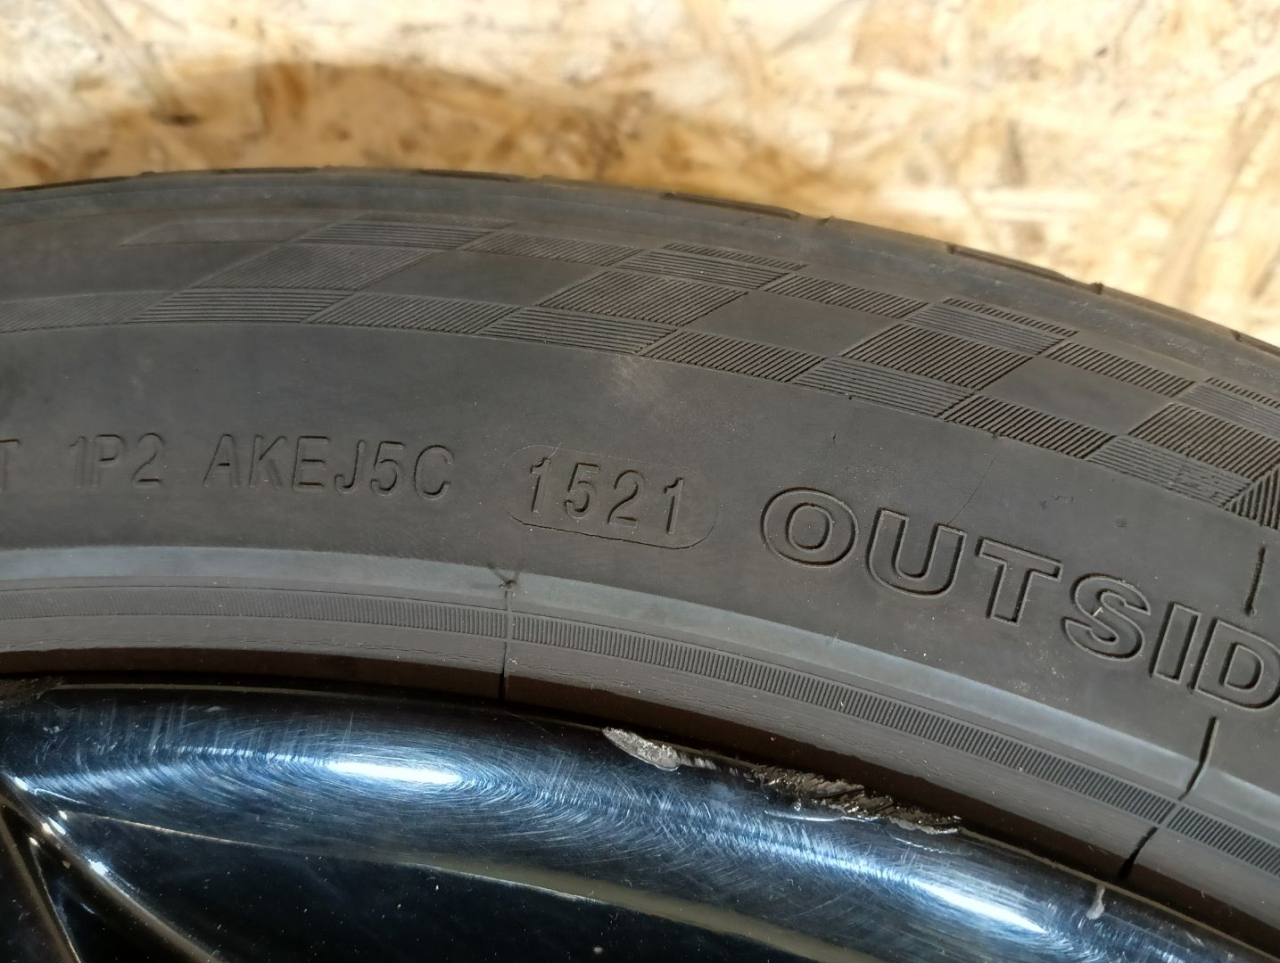 T 1P2 AKEJ5C 1521 OUTSID